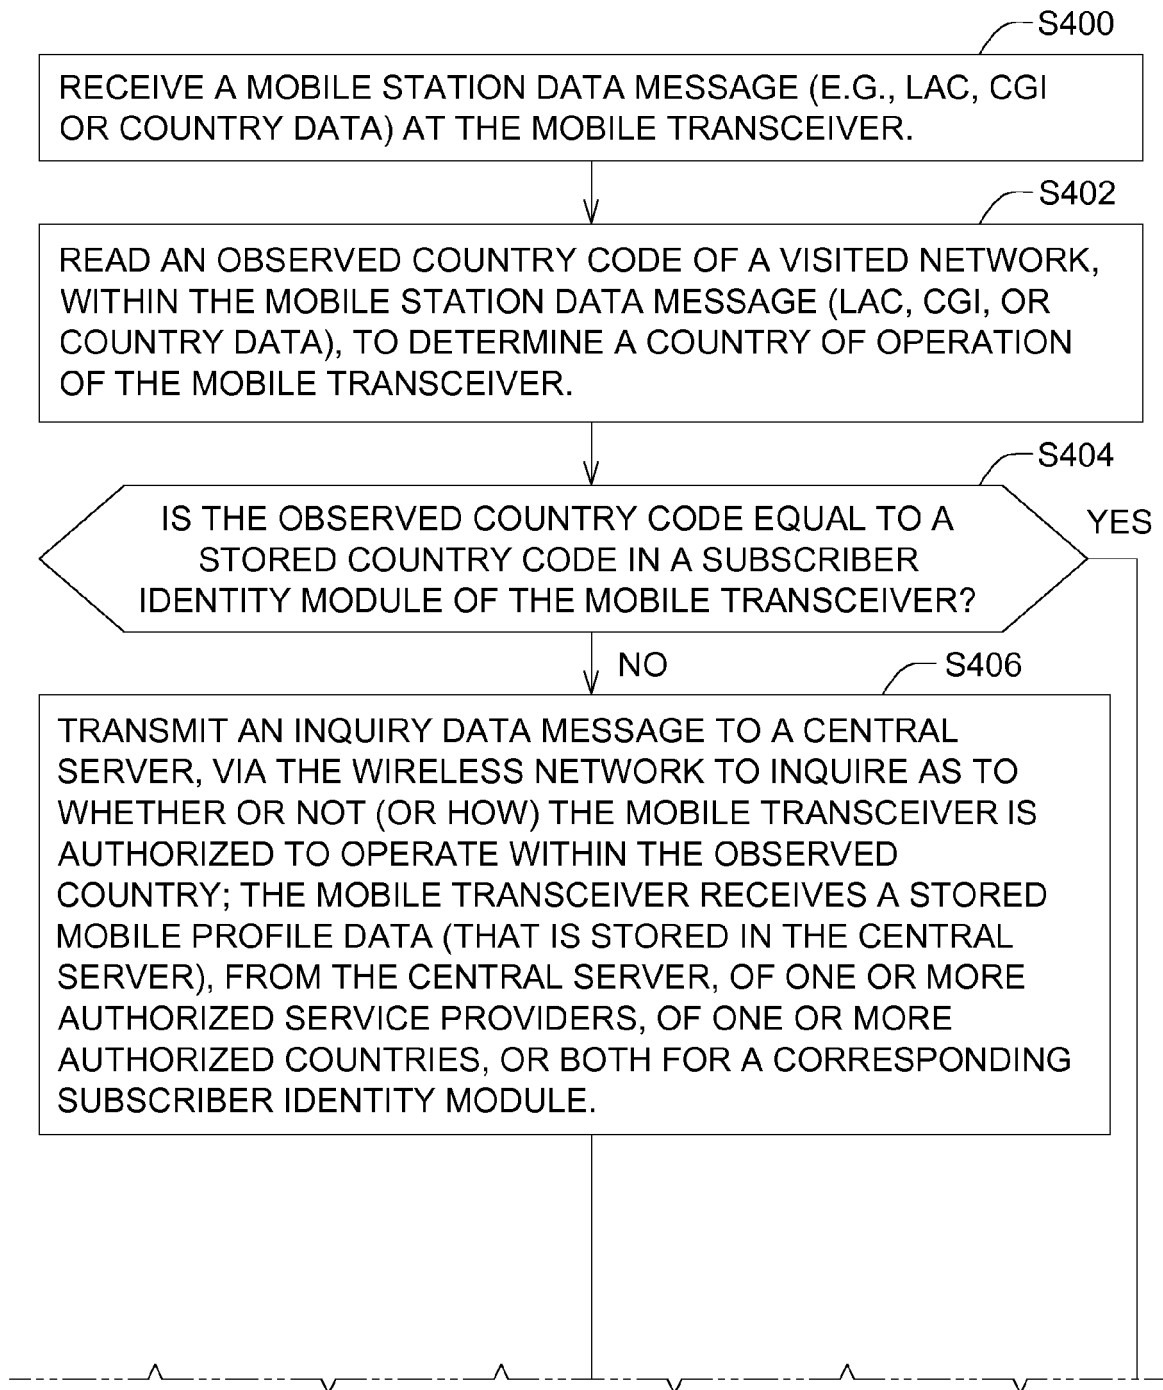 S400
RECEIVE A MOBILE STATION DATA MESSAGE (E.G., LAC, CGI
OR COUNTRY DATA) AT THE MOBILE TRANSCEIVER.
S402
READ AN OBSERVED COUNTRY CODE OF A VISITED NETWORK,
WITHIN THE MOBILE STATION DATA MESSAGE (LAC, CGI, OR
COUNTRY DATA), TO DETERMINE A COUNTRY OF OPERATION
OF THE MOBILE TRANSCEIVER.
S404
IS THE OBSERVED COUNTRY CODE EQUAL TO A
STORED COUNTRY CODE IN A SUBSCRIBER
IDENTITY MODULE OF THE MOBILE TRANSCEIVER?
YES
NO
S406
TRANSMIT AN INQUIRY DATA MESSAGE TO A CENTRAL
SERVER, VIA THE WIRELESS NETWORK TO INQUIRE AS TO
WHETHER OR NOT (OR HOW) THE MOBILE TRANSCEIVER IS
AUTHORIZED TO OPERATE WITHIN THE OBSERVED
COUNTRY; THE MOBILE TRANSCEIVER RECEIVES A STORED
MOBILE PROFILE DATA (THAT IS STORED IN THE CENTRAL
SERVER), FROM THE CENTRAL SERVER, OF ONE OR MORE
AUTHORIZED SERVICE PROVIDERS, OF ONE OR MORE
AUTHORIZED COUNTRIES, OR BOTH FOR A CORRESPONDING
SUBSCRIBER IDENTITY MODULE.